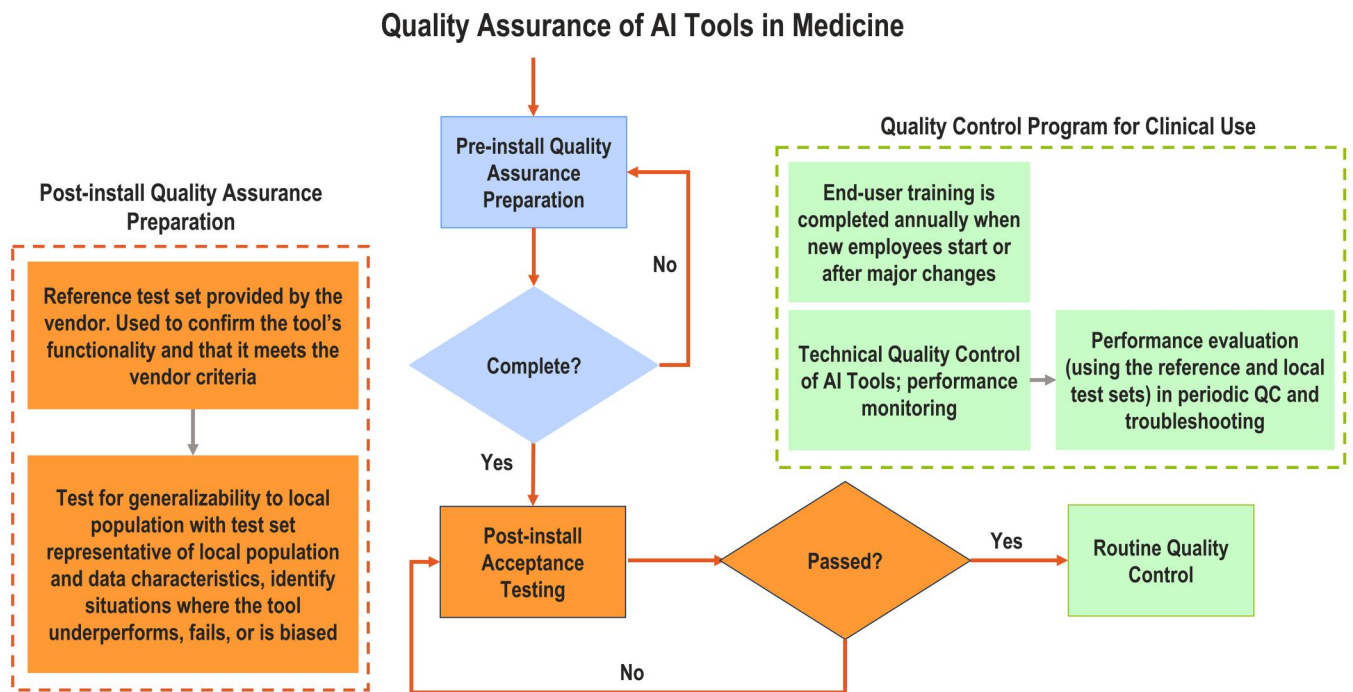 Quality Assurance of AI Tools in Medicine
Pre-install Quality
Assurance
Preparation
No
Complete?
Yes
Post-install
Acceptance
Testing
Passed?
Yes
No
Routine Quality
Control
Post-install Quality Assurance
Preparation
Reference test set provided by the
vendor. Used to confirm the tool's
functionality and that it meets the
vendor criteria
Test for generalizability to local
population with test set
representative of local population
and data characteristics, identify
situations where the tool
underperforms, fails, or is biased
Quality Control Program for Clinical Use
End-user training is
completed annually when
new employees start or
after major changes
Technical Quality Control
of AI Tools; performance
monitoring
Performance evaluation
(using the reference and local
test sets) in periodic QC and
troubleshooting